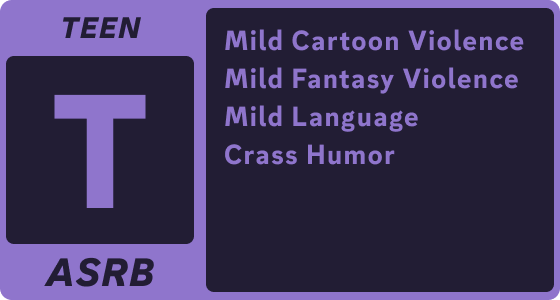 TEEN
T
ASRB
Mild Cartoon Violence
Mild Fantasy Violence
Mild Language
Crass Humor